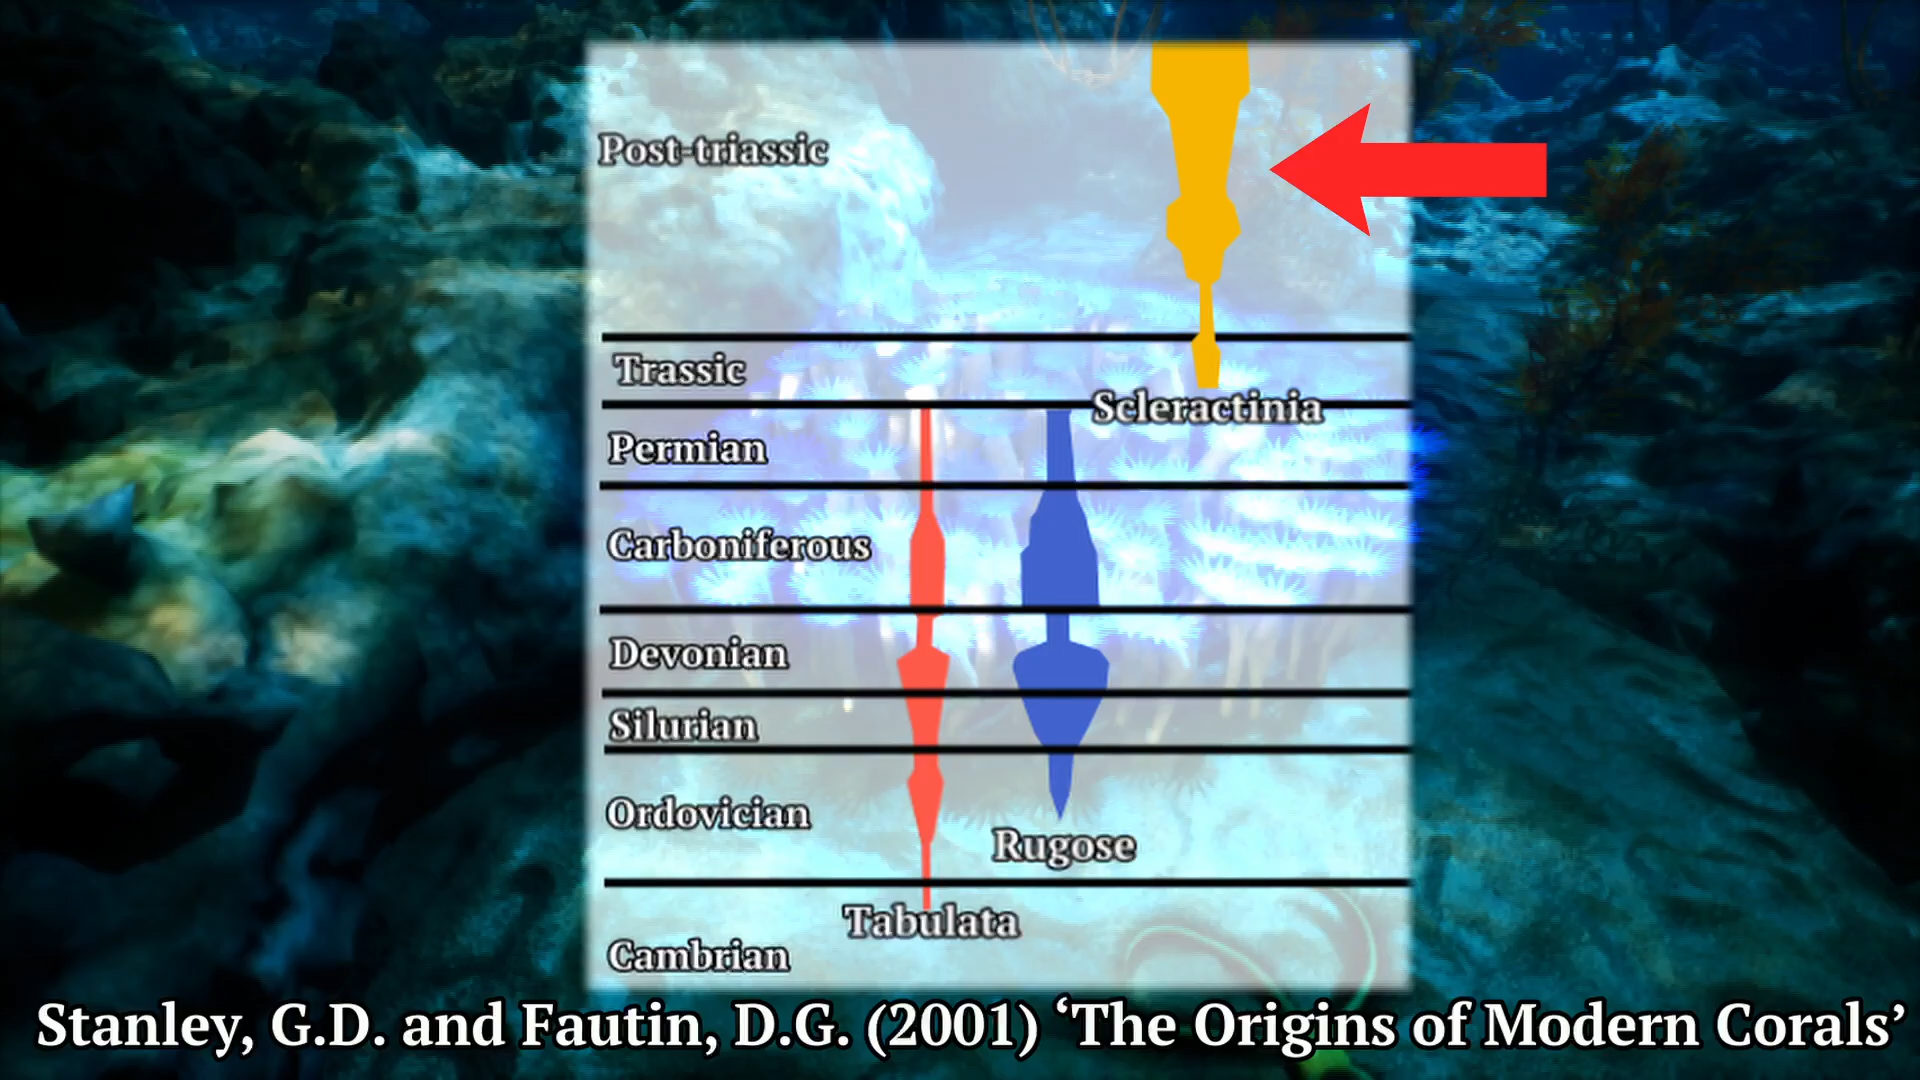 Post-triassic
Trassic
Scleractinia
Permian
Carboniferous
Devonian
Silurian
Ordovician
Rugose
Tabulata
Cambrian
Stanley, G.D. and Fautin, D.G. (2001) ‘The Origins of Modern Corals’